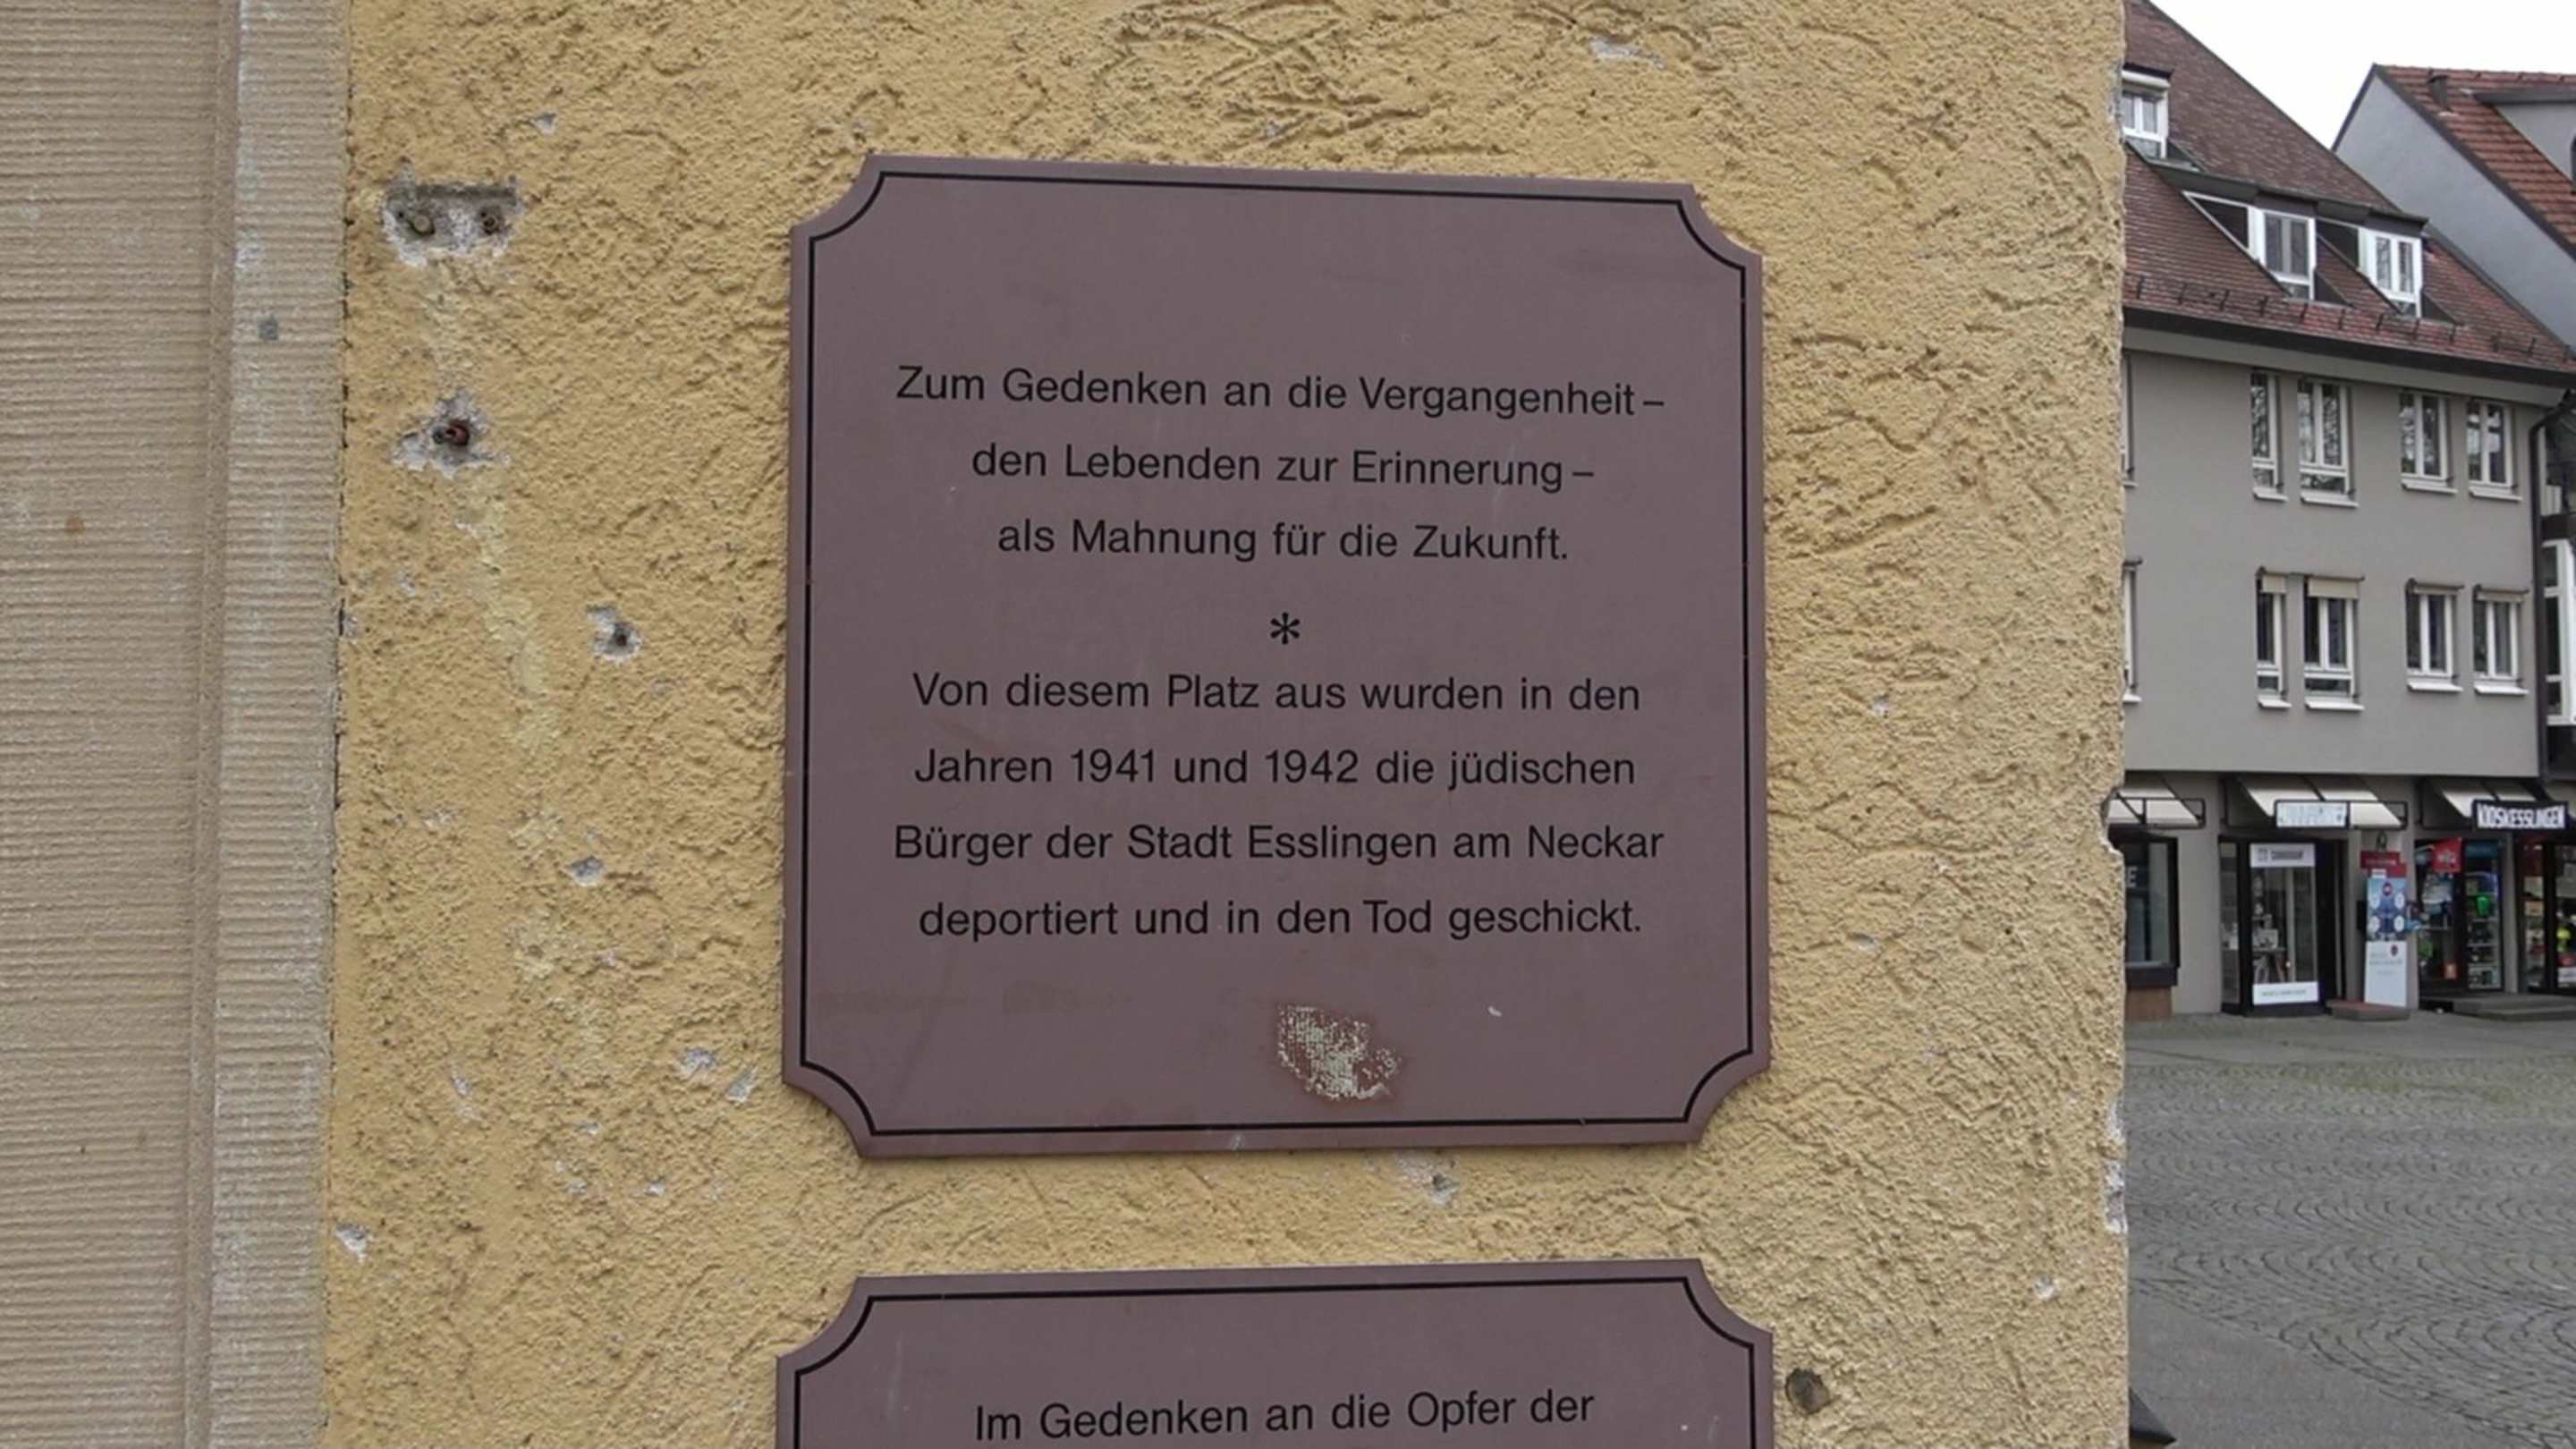 Zum Gedenken an die Vergangenheit –
den Lebenden zur Erinnerung –
als Mahnung für die Zukunft.
*
Von diesem Platz aus wurden in den
Jahren 1941 und 1942 die jüdischen
Bürger der Stadt Esslingen am Neckar
deportiert und in den Tod geschickt.
Im Gedenken an die Opfer der
KIOSKESSLINGEN